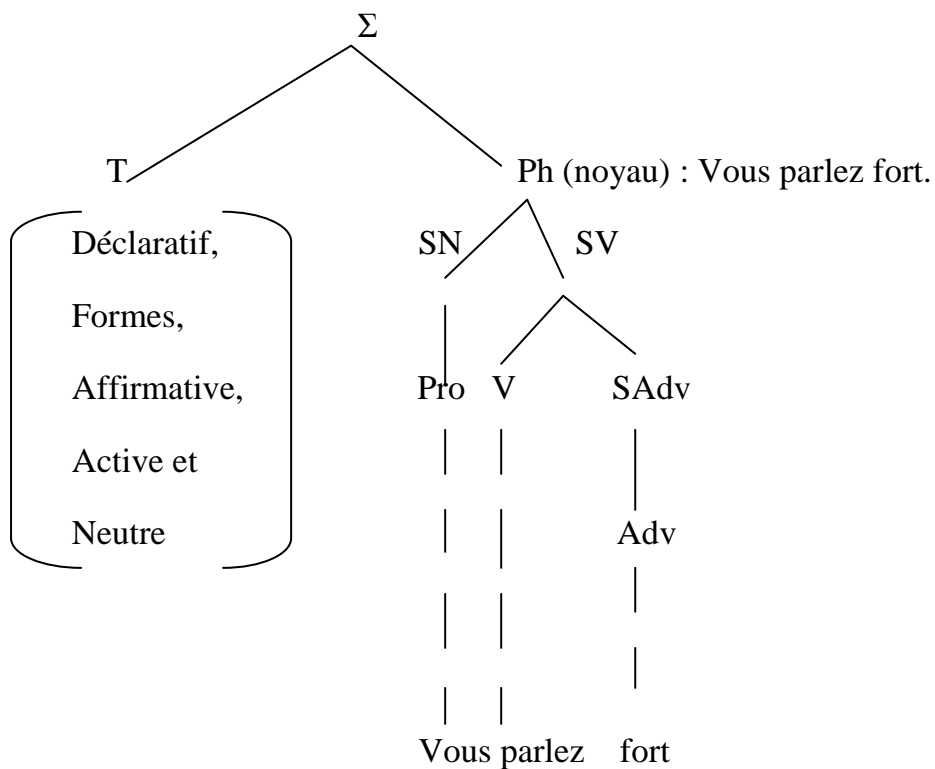 Σ
T Ph (noyau) : Vous parlez fort.
Déclaratif, SN SV
Formes,
Affirmative, Pro V SAdv
Active et
Neutre Adv
Vous parlez fort